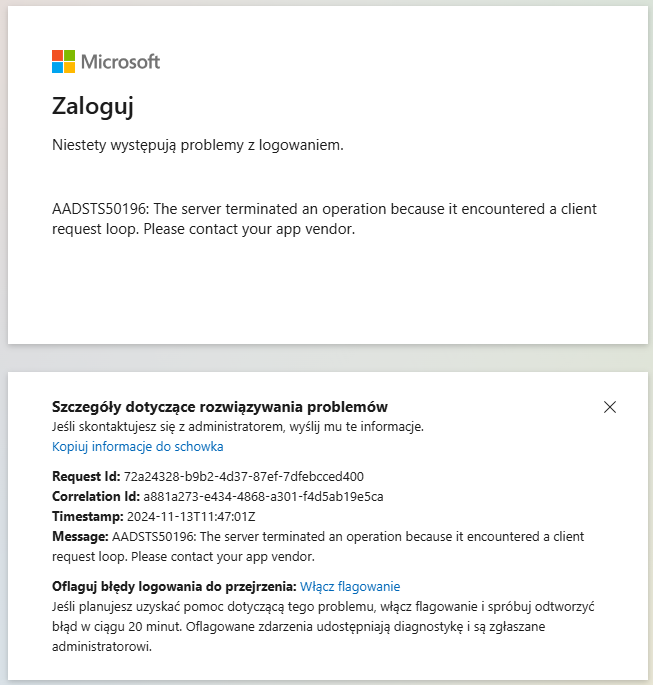 Microsoft
Zaloguj
Niestety występują problemy z logowaniem.
AADSTS50196: The server terminated an operation because it encountered a client
request loop. Please contact your app vendor.
Szczegóły dotyczące rozwiązywania problemów
Jeśli skontaktujesz się z administratorem, wyślij mu te informacje.
Kopiuj informacje do schowka
Request Id: 72a24328-b9b2-4d37-87ef-7dfebcced400
Correlation Id: a881a273-e434-4868-a301-f4d5ab19e5ca
Timestamp: 2024-11-13T11:47:01Z
Message: AADSTS50196: The server terminated an operation because it encountered a client
request loop. Please contact your app vendor.
Oflaguj błędy logowania do przejrzenia: Włącz flagowanie
Jeśli planujesz uzyskać pomoc dotyczącą tego problemu, włącz flagowanie i spróbuj odtworzyć
błąd w ciągu 20 minut. Oflagowane zdarzenia udostępniają diagnostykę i są zgłaszane
administratorowi.